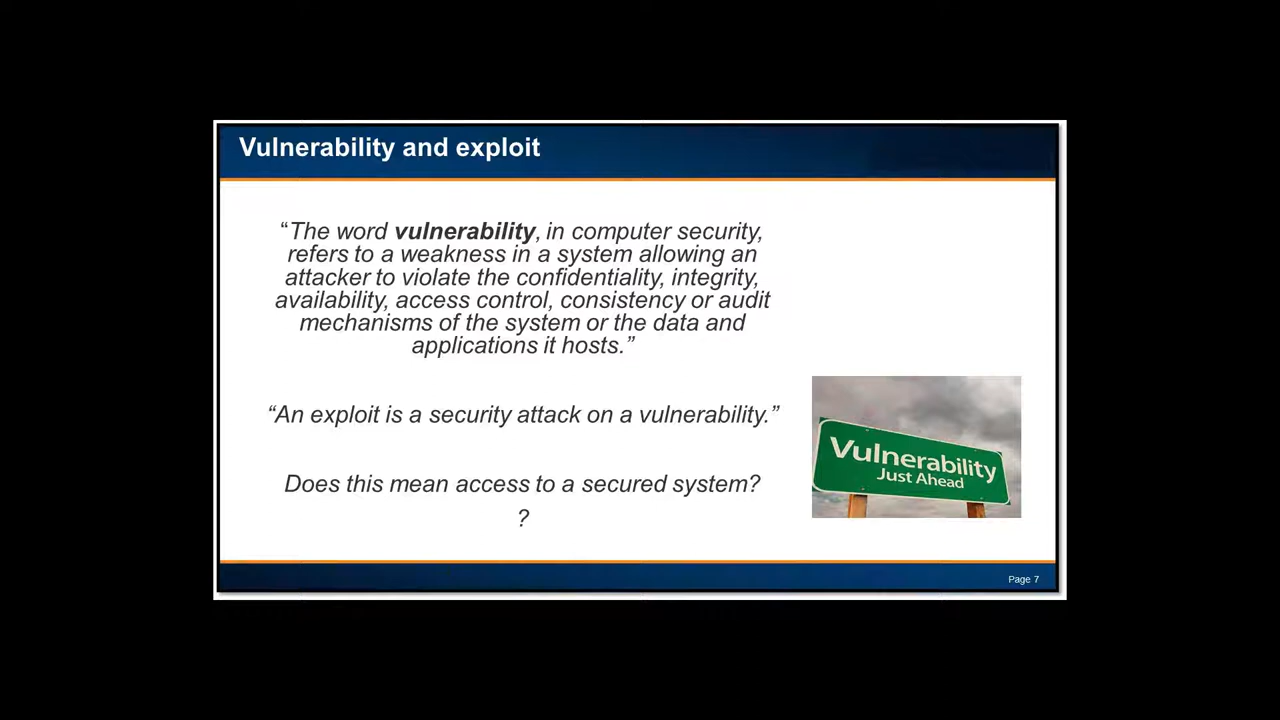 Vulnerability and exploit
“The word vulnerability, in computer security,
refers to a weakness in a system allowing an
attacker to violate the confidentiality, integrity,
availability, access control, consistency or audit
mechanisms of the system or the data and
applications it hosts.”
“An exploit is a security attack on a vulnerability.”
Does this mean access to a secured system?
?
Vulnerability
Just Ahead
Page 7